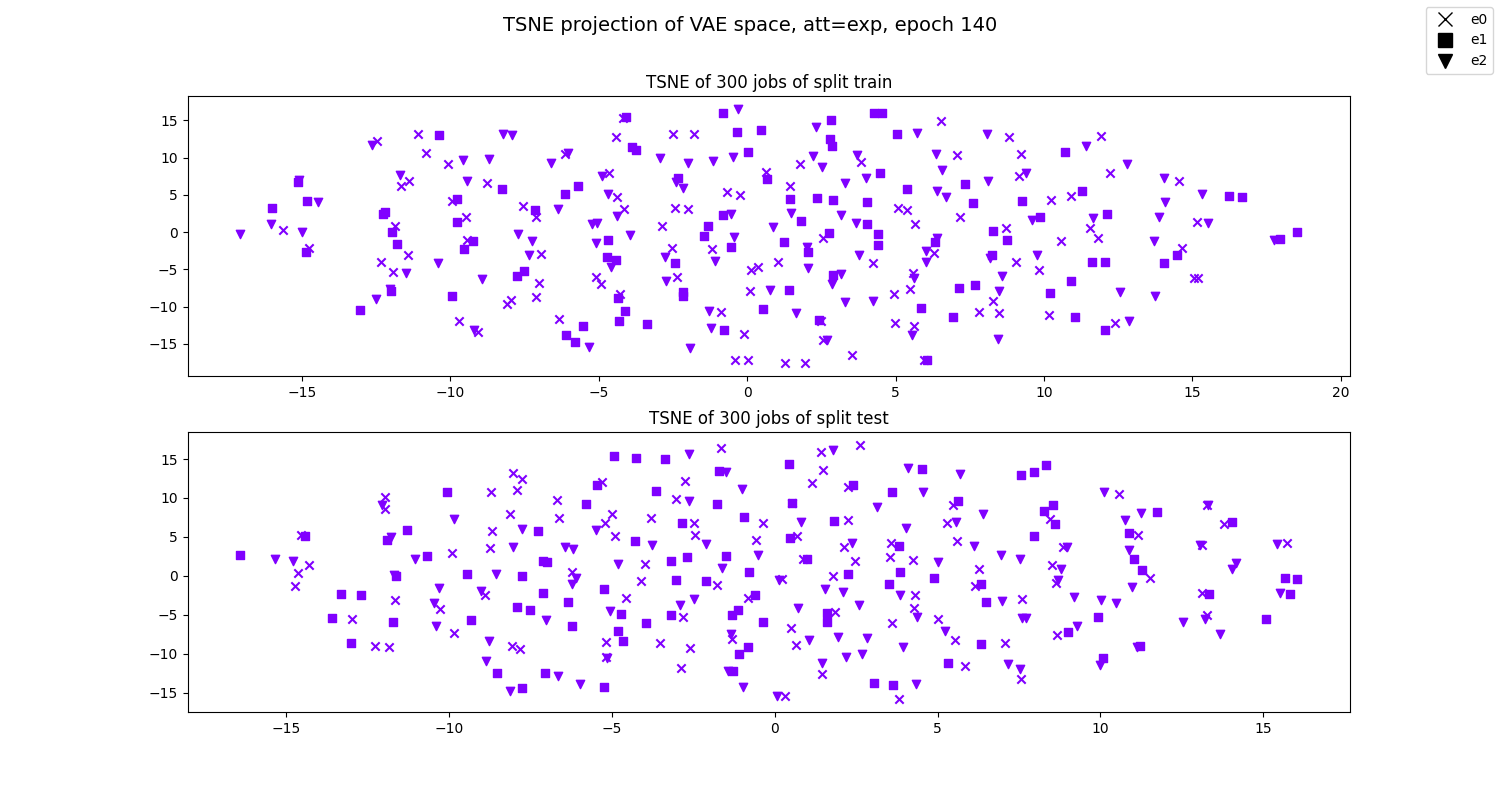 TSNE projection of VAE space, att=exp, epoch 140
e0
e1
e2
TSNE of 300 jobs of split train
15
10
5
0
−5
−10
−15
−15 −10 −5 0 5 10 15 20
TSNE of 300 jobs of split test
15
10
5
0
−5
−10
−15
−15 −10 −5 0 5 10 15